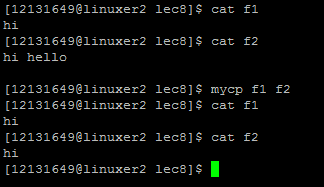 [12131649@linuxer2 lec8]$ cat f1
hi
[12131649@linuxer2 lec8]$ cat f2
hi hello
[12131649@linuxer2 lec8]$ mycp f1 f2
[12131649@linuxer2 lec8]$ cat f1
hi
[12131649@linuxer2 lec8]$ cat f2
hi
[12131649@linuxer2 lec8]$